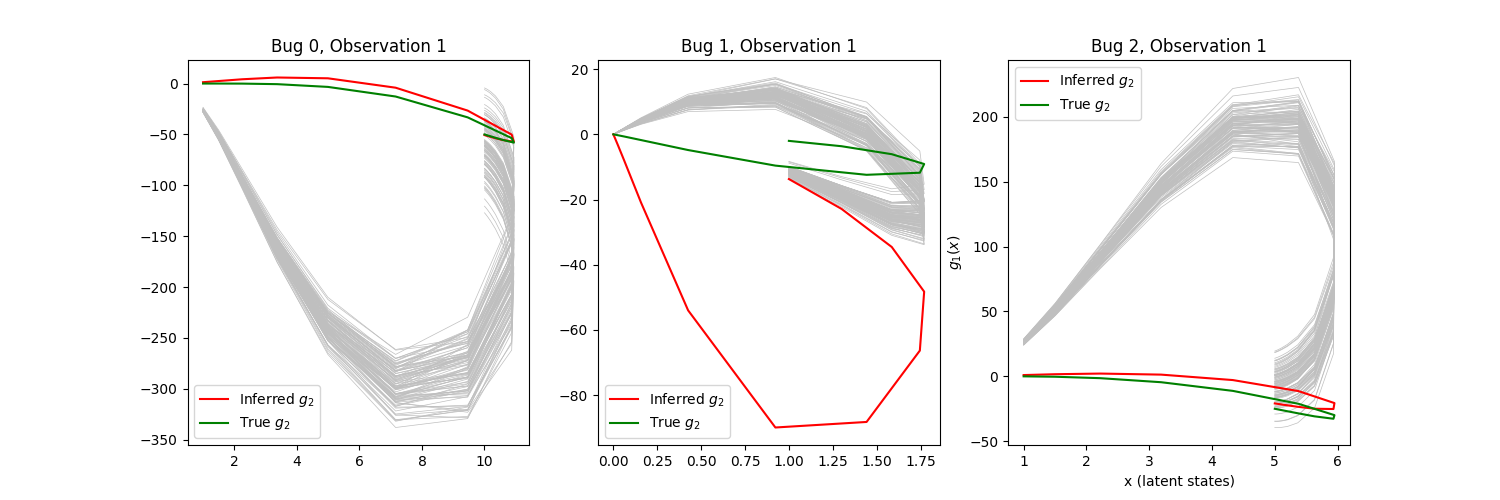 Bug 0, Observation 1
0
−50
−100
−150
−200
−250
−300
−350
2 4 6 8 10
Inferred g₂
True g₂
Bug 1, Observation 1
20
0
−20
−40
−60
−80
0.00 0.25 0.50 0.75 1.00 1.25 1.50 1.75
Inferred g₂
True g₂
Bug 2, Observation 1
Inferred g₂
True g₂
g₁(x)
200
150
100
50
0
−50
1 2 3 4 5 6
x (latent states)